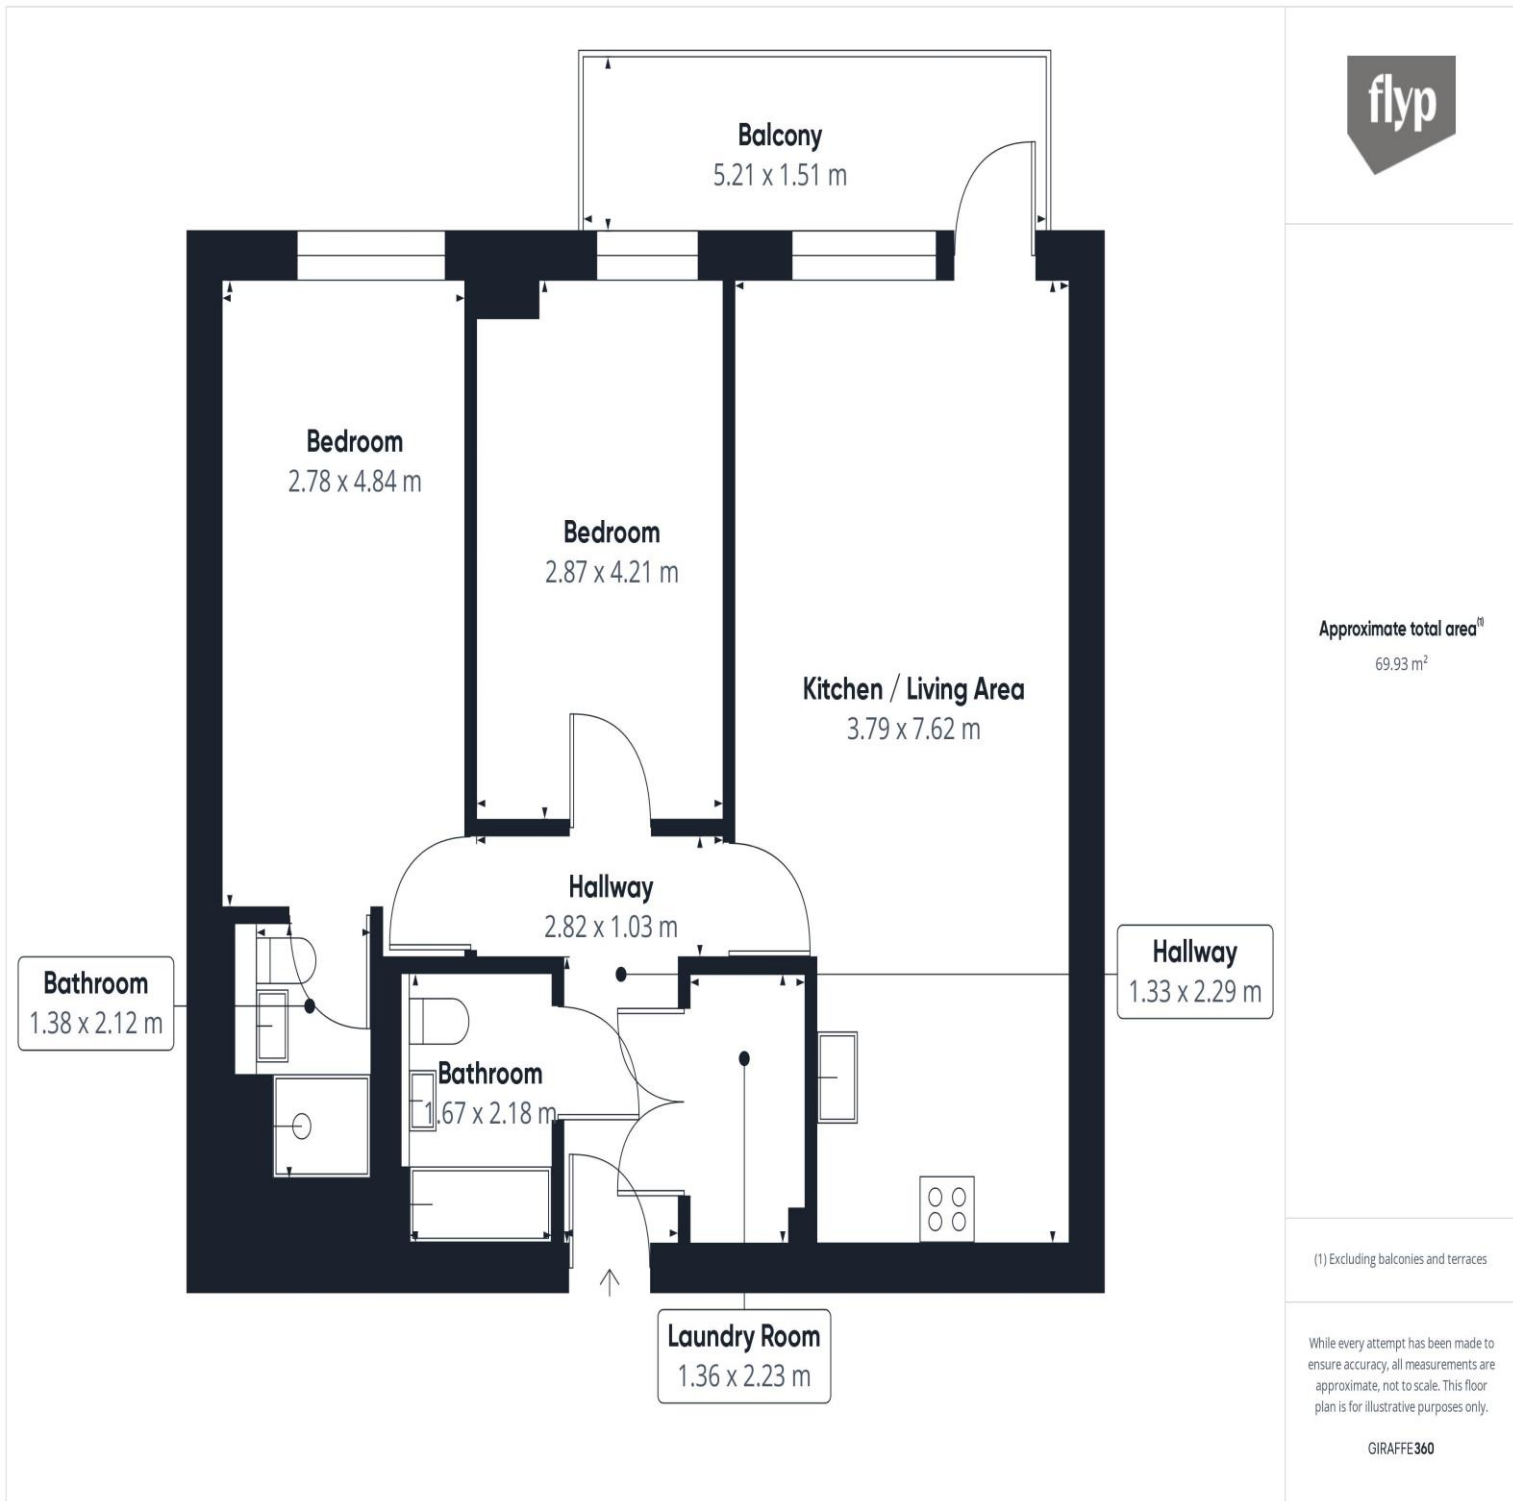 flyp
Balcony
5.21 x 1.51 m
Bedroom
2.78 x 4.84 m
Bedroom
2.87 x 4.21 m
Kitchen / Living Area
3.79 x 7.62 m
Hallway
2.82 x 1.03 m
Hallway
1.33 x 2.29 m
Bathroom
1.38 x 2.12 m
Bathroom
1.67 x 2.18 m
Laundry Room
1.36 x 2.23 m
Approximate total area(1)
69.93 m²
(1) Excluding balconies and terraces
While every attempt has been made to
ensure accuracy, all measurements are
approximate, not to scale. This floor
plan is for illustrative purposes only.
GIRAFFE360